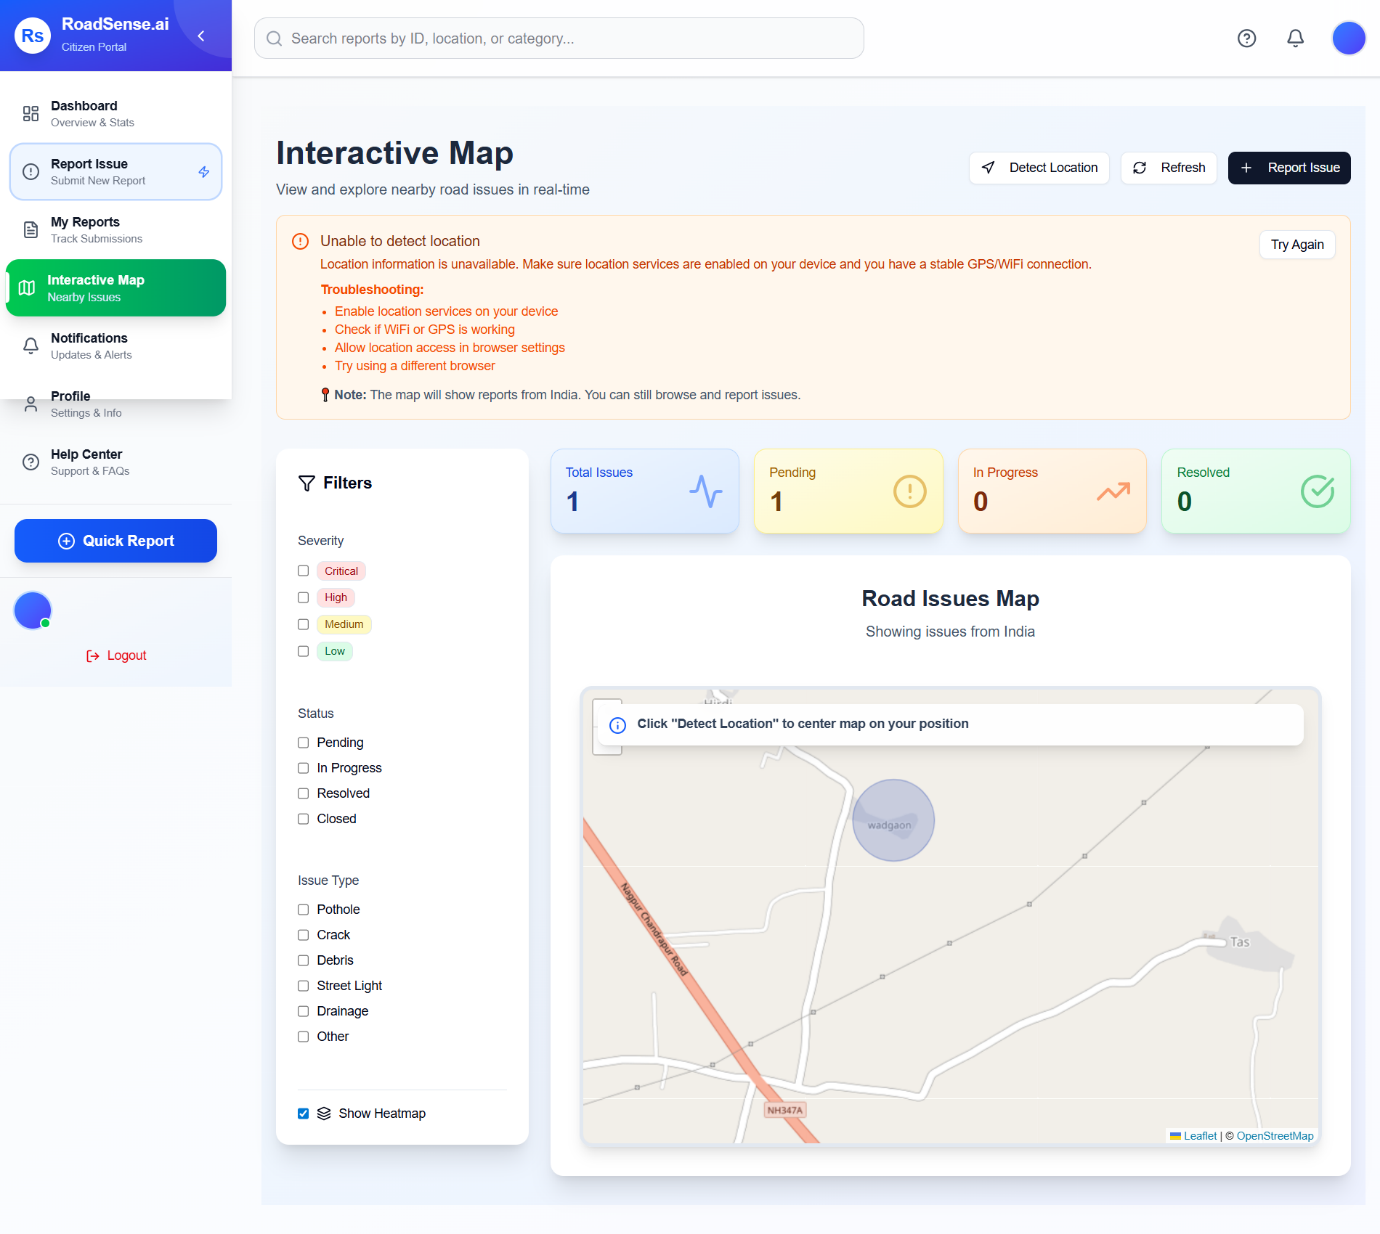 Rs
RoadSense.ai
Citizen Portal
Search reports by ID, location, or category...
Dashboard
Overview & Stats
Report Issue
Submit New Report
My Reports
Track Submissions
Interactive Map
Nearby Issues
Notifications
Updates & Alerts
Profile
Settings & Info
Help Center
Support & FAQs
Quick Report
Logout
Interactive Map
View and explore nearby road issues in real-time
Detect Location
Refresh
Report Issue
Unable to detect location
Try Again
Location information is unavailable. Make sure location services are enabled on your device and you have a stable GPS/WiFi connection.
Troubleshooting:
• Enable location services on your device
• Check if WiFi or GPS is working
• Allow location access in browser settings
• Try using a different browser
Note: The map will show reports from India. You can still browse and report issues.
Filters
Severity
Critical
High
Medium
Low
Status
Pending
In Progress
Resolved
Closed
Issue Type
Pothole
Crack
Debris
Street Light
Drainage
Other
Show Heatmap
Total Issues
1
Pending
1
In Progress
0
Resolved
0
Road Issues Map
Showing issues from India
Click "Detect Location" to center map on your position
wadgaon
Nagpur Chandrapur Road
Tas
NH347A
Leaflet | © OpenStreetMap